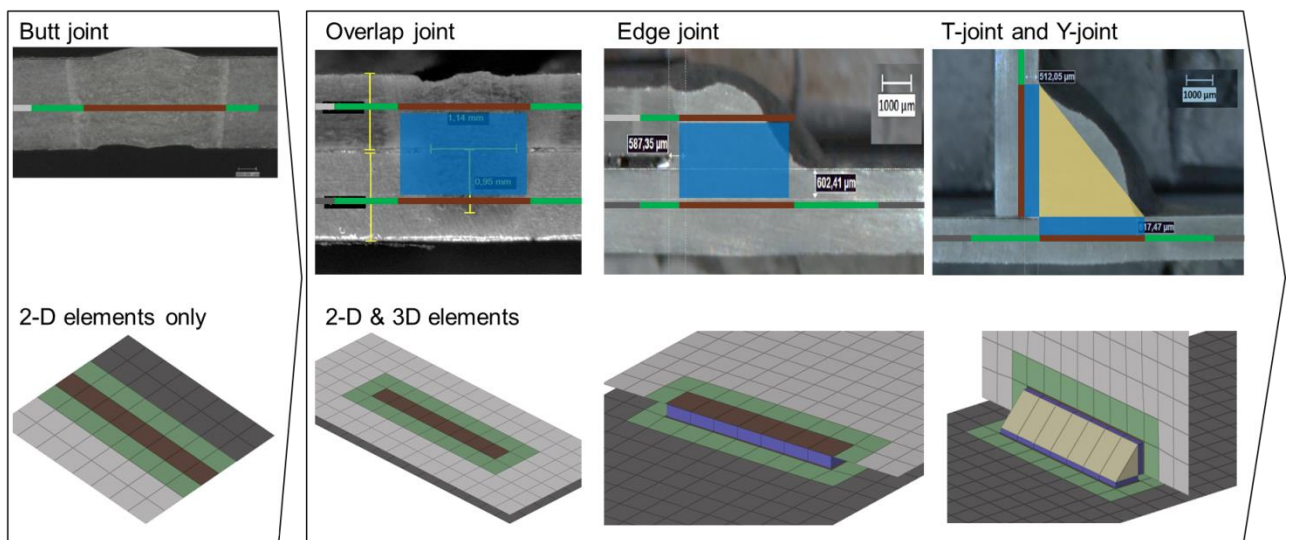 Butt joint
Overlap joint
Edge joint
T-joint and Y-joint
1,14 mm
0,95 mm
587,35 µm
1000 µm
602,41 µm
512,05 µm
1000 µm
17,47 µm
2-D elements only
2-D & 3D elements